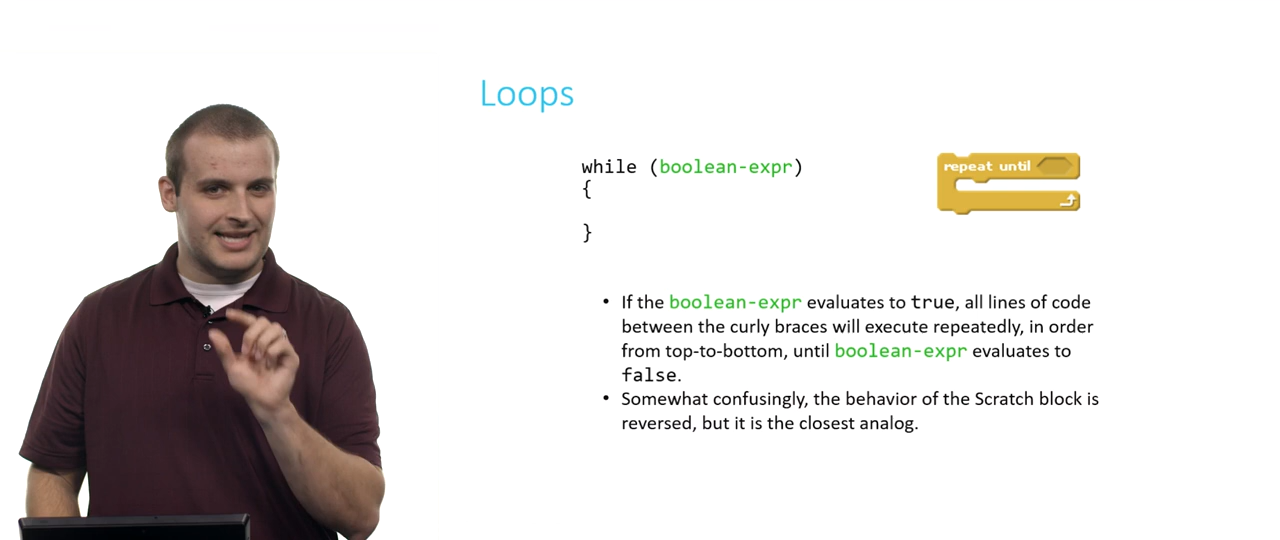 Loops
while (boolean-expr)
{
}
repeat until
• If the boolean-expr evaluates to true, all lines of code
between the curly braces will execute repeatedly, in order
from top-to-bottom, until boolean-expr evaluates to
false.
• Somewhat confusingly, the behavior of the Scratch block is
reversed, but it is the closest analog.